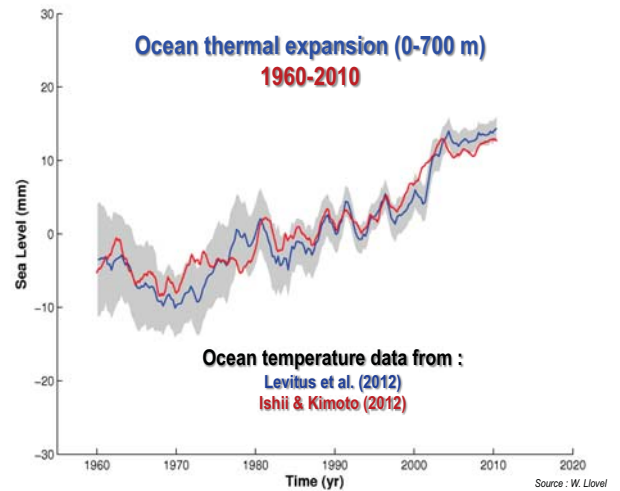 30
Ocean thermal expansion (0-700 m)
1960-2010
20
10
0
−10
−20
−30
Sea Level (mm)
Ocean temperature data from :
Levitus et al. (2012)
Ishii & Kimoto (2012)
1960 1970 1980 1990 2000 2010 2020
Time (yr)
Source : W. Llovel